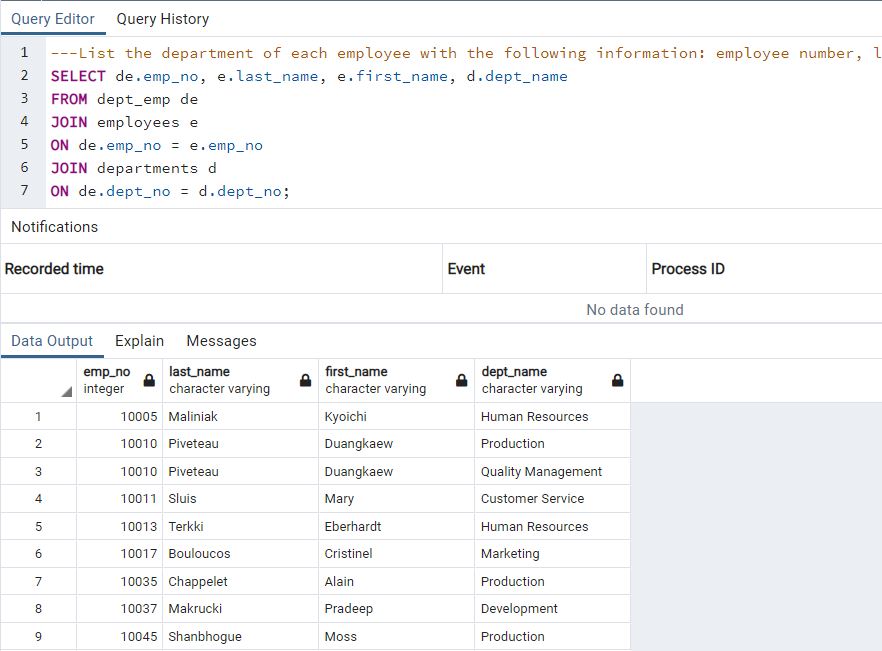 Query Editor Query History
1 ---List the department of each employee with the following information: employee number, l
2 SELECT de.emp_no, e.last_name, e.first_name, d.dept_name
3 FROM dept_emp de
4 JOIN employees e
5 ON de.emp_no = e.emp_no
6 JOIN departments d
7 ON de.dept_no = d.dept_no;
Notifications
Recorded time Event Process ID
No data found
Data Output Explain Messages
emp_no last_name first_name dept_name
integer character varying character varying character varying
1 10005 Maliniak Kyoichi Human Resources
2 10010 Piveteau Duangkaew Production
3 10010 Piveteau Duangkaew Quality Management
4 10011 Sluis Mary Customer Service
5 10013 Terkki Eberhardt Human Resources
6 10017 Bouloucos Cristinel Marketing
7 10035 Chappelet Alain Production
8 10037 Makrucki Pradeep Development
9 10045 Shanbhogue Moss Production